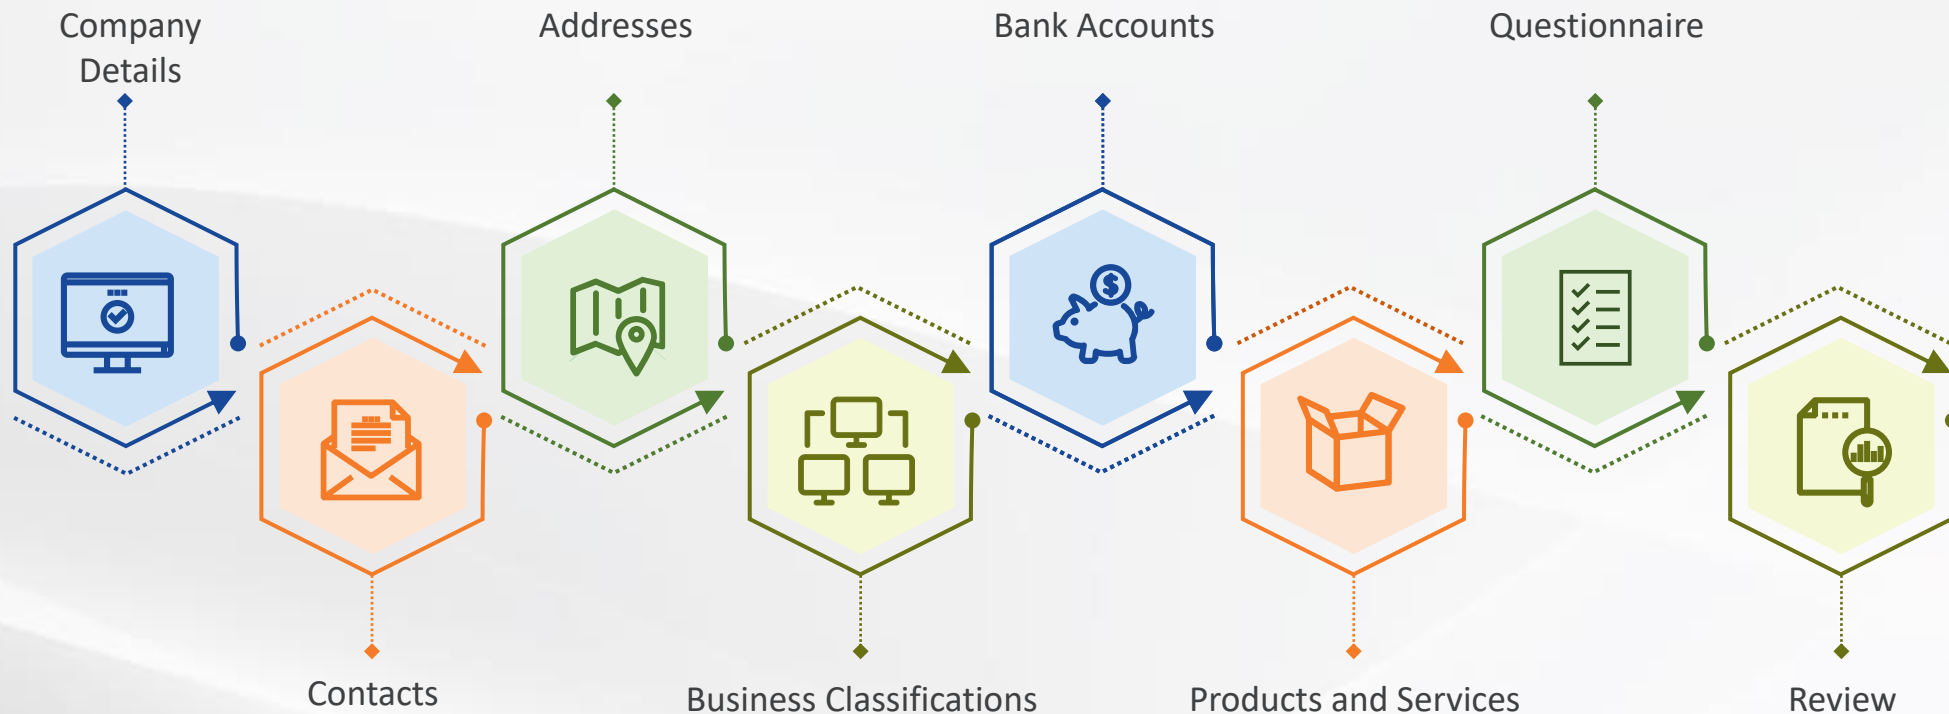 Company
Details
Addresses
Bank Accounts
Questionnaire
$
Contacts
Business Classifications
Products and Services
Review